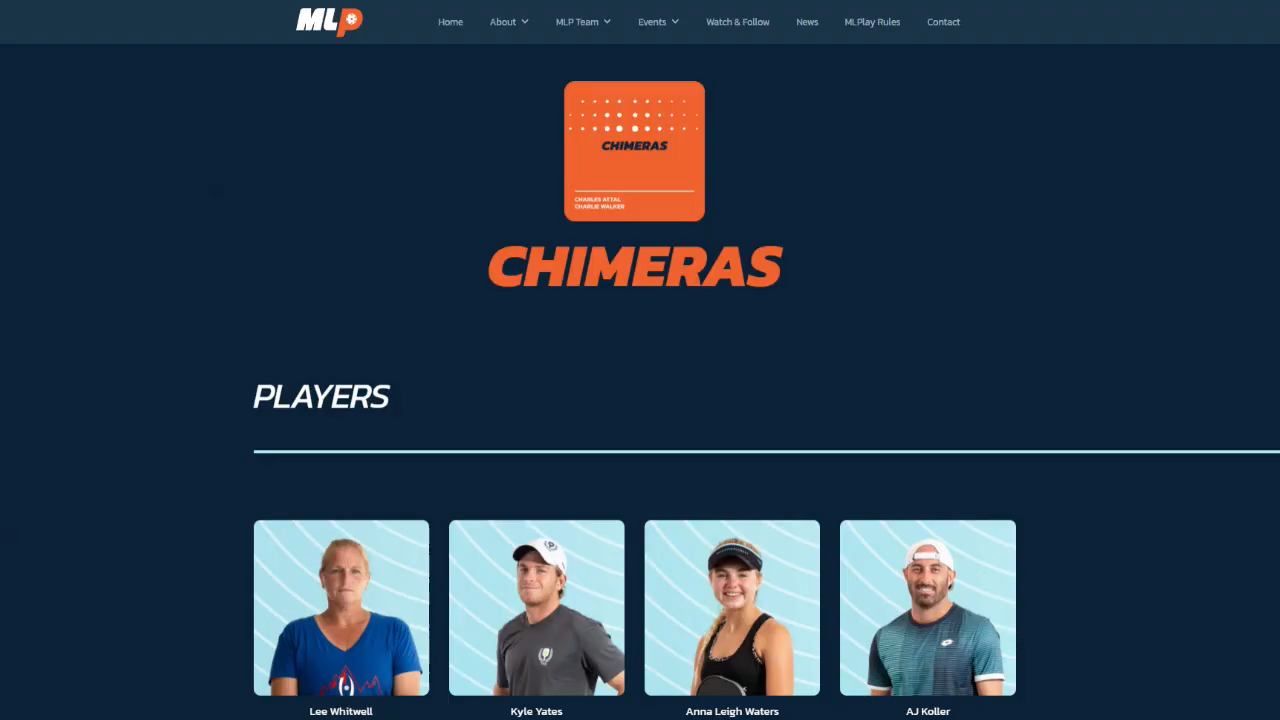 MLP
Home
About
MLP Team
Events
Watch & Follow
News
MLPlay Rules
Contact
CHIMERAS
CHARLES ATTAL
CHARLIE WALKER
CHIMERAS
PLAYERS
Lee Whitwell
Kyle Yates
Anna Leigh Waters
AJ Koller